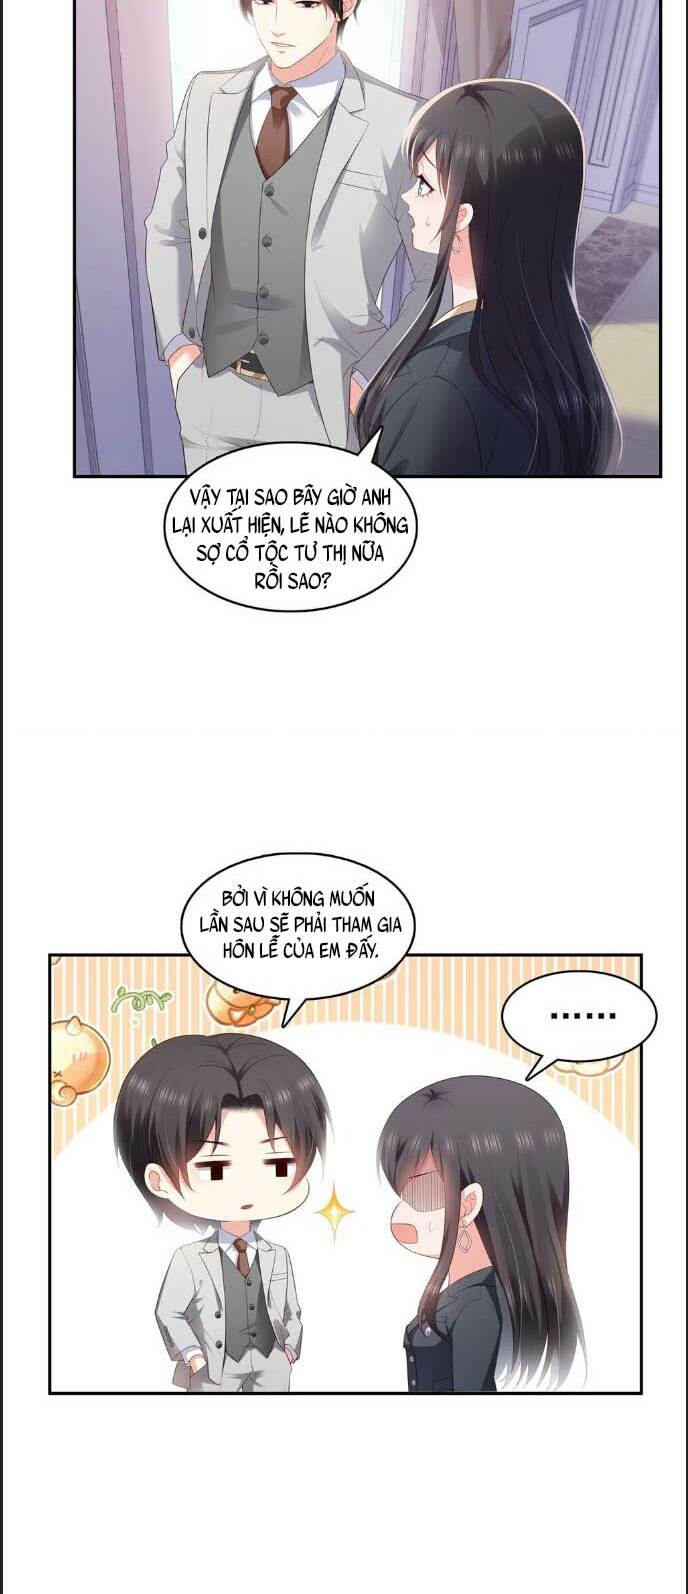 VẬY TẠI SAO BÂY GIỜ ANH
LẠI XUẤT HIỆN, LẼ NÀO KHÔNG
SỢ CỔ TỘC TƯ THỊ NỮA
RỒI SAO?
BỞI VÌ KHÔNG MUỐN
LẦN SAU SẼ PHẢI THAM GIA
HÔN LỄ CỦA EM ĐẤY.
......